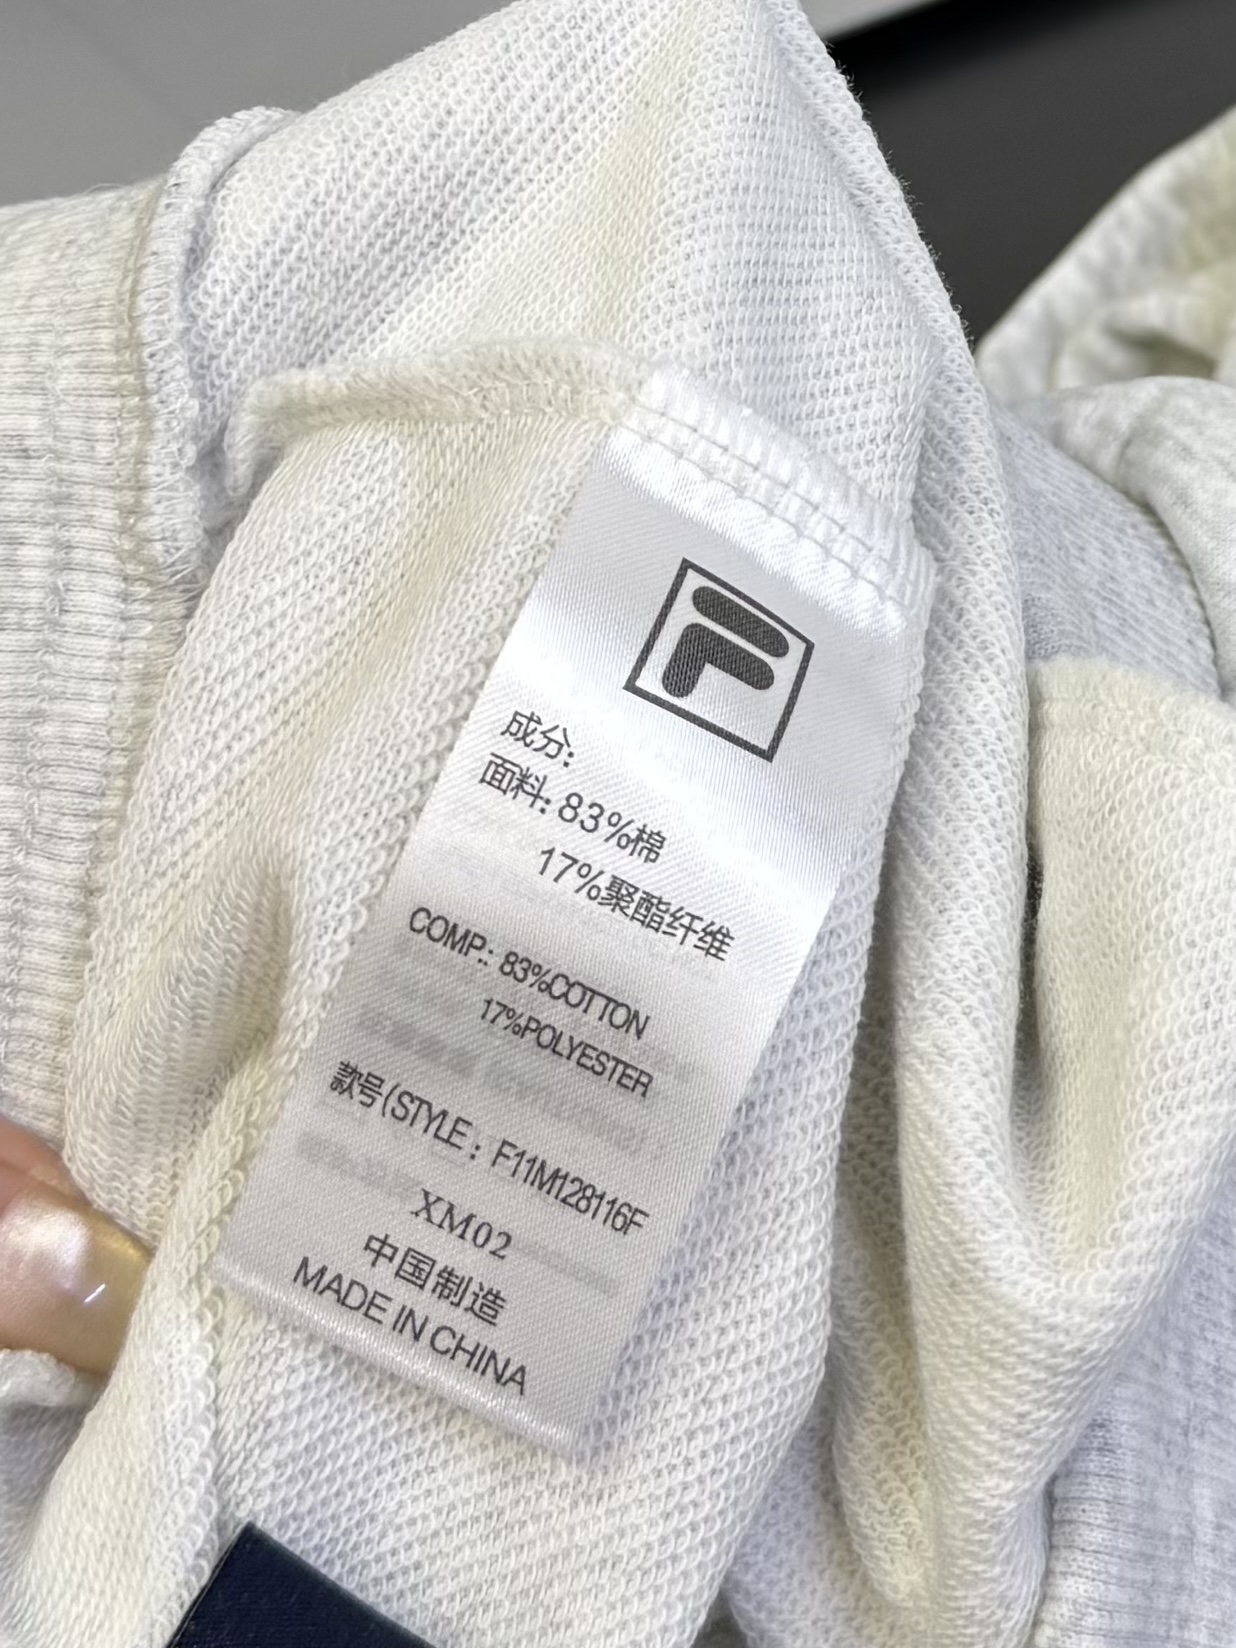 F
成分:
面料: 83%棉
17%聚酯纤维
COMP.: 83%COTTON
17%POLYESTER
款号(STYLE : F11M128116F
XM02
中国制造
MADE IN CHINA